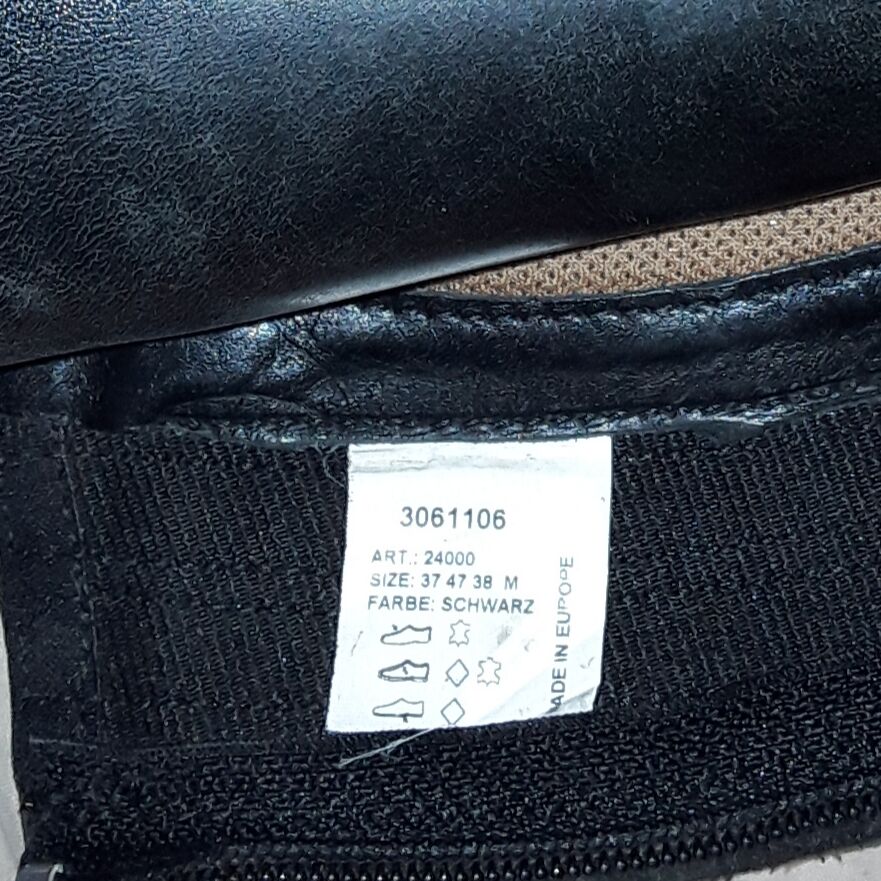 3061106
ART.: 24000
SIZE: 37 47 38 M
FARBE: SCHWARZ
MADE IN EUROPE